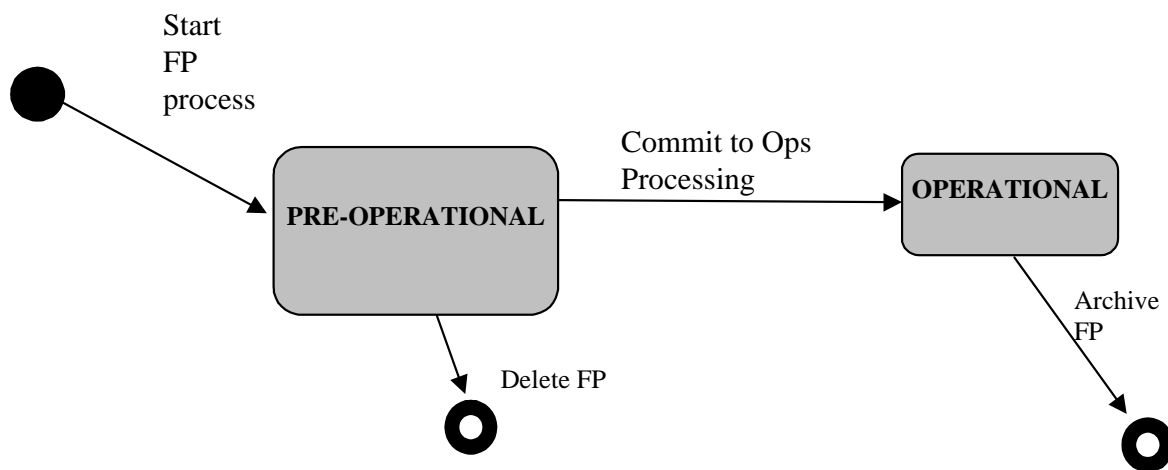 Start
FP
process
Commit to Ops
Processing
PRE-OPERATIONAL
OPERATIONAL
Delete FP
Archive
FP